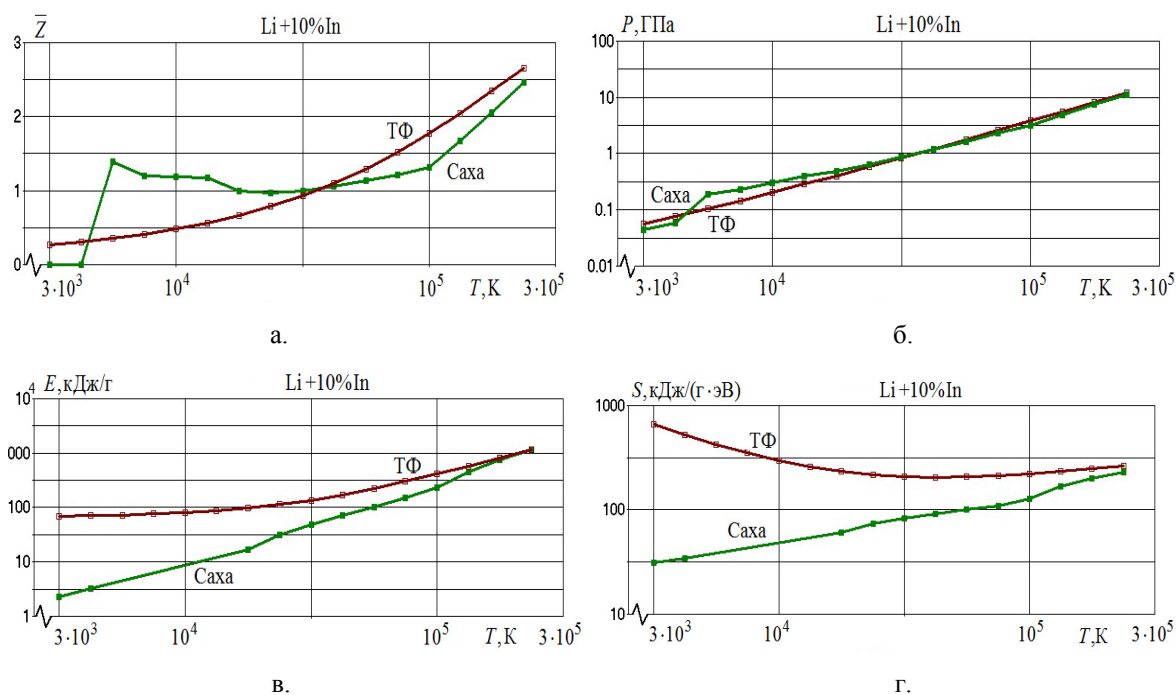 Z̅ Li+10%In
3
2
1
0
ТФ
Саха
3·10³ 10⁴ 10⁵ T,К 3·10⁵
а.
P,ГПа Li+10%In
100
10
1
0.1
0.01
Саха
ТФ
3·10³ 10⁴ 10⁵ T,К 3·10⁵
б.
10⁴ E,кДж/г Li+10%In
000
100
10
1
ТФ
Саха
3·10³ 10⁴ 10⁵ T,К 3·10⁵
в.
S,кДж/(г·эВ) Li+10%In
1000
100
10
ТФ
Саха
3·10³ 10⁴ 10⁵ T,К 3·10⁵
г.